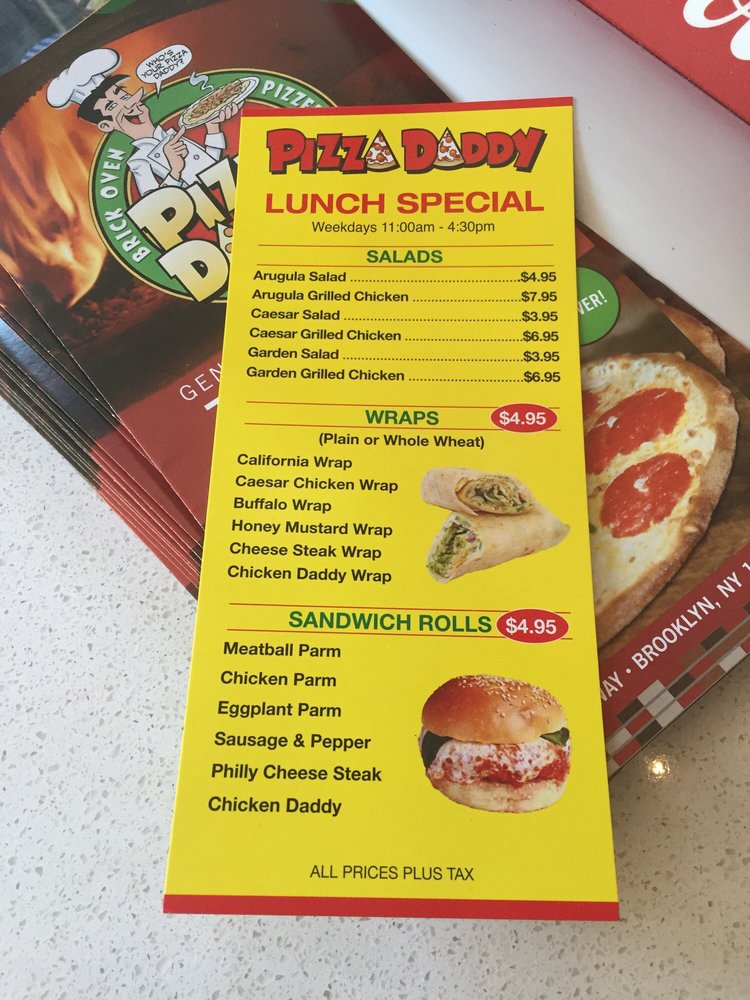 WHO'S
YOUR PIZZA
DADDY?
BRICK OVEN
PIZZA DADDY
LUNCH SPECIAL
Weekdays 11:00am - 4:30pm
SALADS
Arugula Salad ........................................$4.95
Arugula Grilled Chicken ........................$7.95
Caesar Salad ........................................$3.95
Caesar Grilled Chicken ..........................$6.95
Garden Salad ........................................$3.95
Garden Grilled Chicken .........................$6.95
WRAPS $4.95
(Plain or Whole Wheat)
California Wrap
Caesar Chicken Wrap
Buffalo Wrap
Honey Mustard Wrap
Cheese Steak Wrap
Chicken Daddy Wrap
SANDWICH ROLLS $4.95
Meatball Parm
Chicken Parm
Eggplant Parm
Sausage & Pepper
Philly Cheese Steak
Chicken Daddy
ALL PRICES PLUS TAX
BROOKLYN, NY